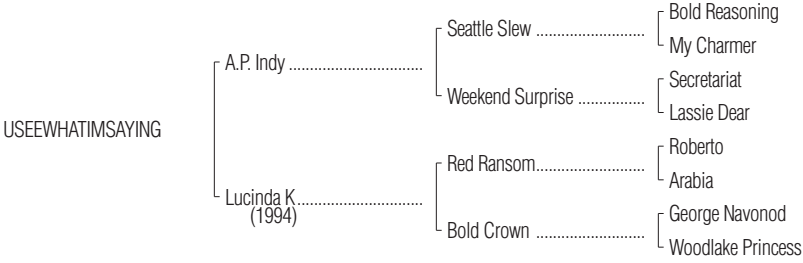 Bold Reasoning
Seattle Slew ........................
My Charmer
A.P. Indy ..............................
Secretariat
Weekend Surprise ...............
Lassie Dear
USEEWHATIMSAYING
Roberto
Red Ransom........................
Arabia
Lucinda K............................
(1994)
George Navonod
Bold Crown ........................
Woodlake Princess